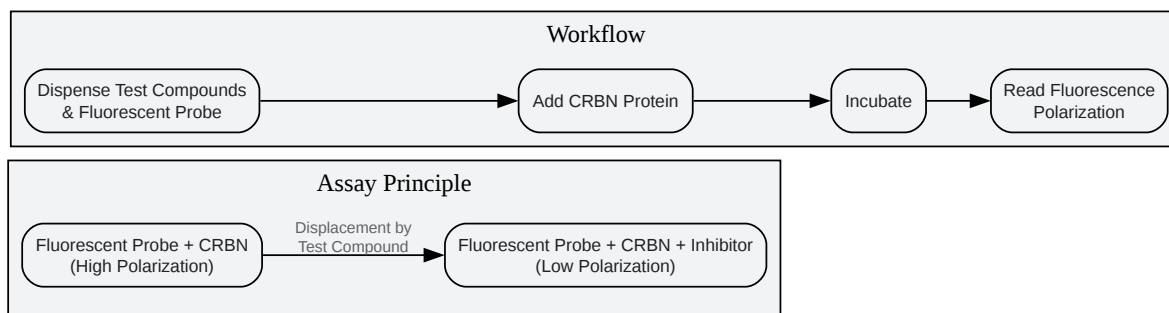 Workflow
Dispense Test Compounds
& Fluorescent Probe
Add CRBN Protein
Incubate
Read Fluorescence
Polarization
Assay Principle
Fluorescent Probe + CRBN
(High Polarization)
Displacement by
Test Compound
Fluorescent Probe + CRBN + Inhibitor
(Low Polarization)